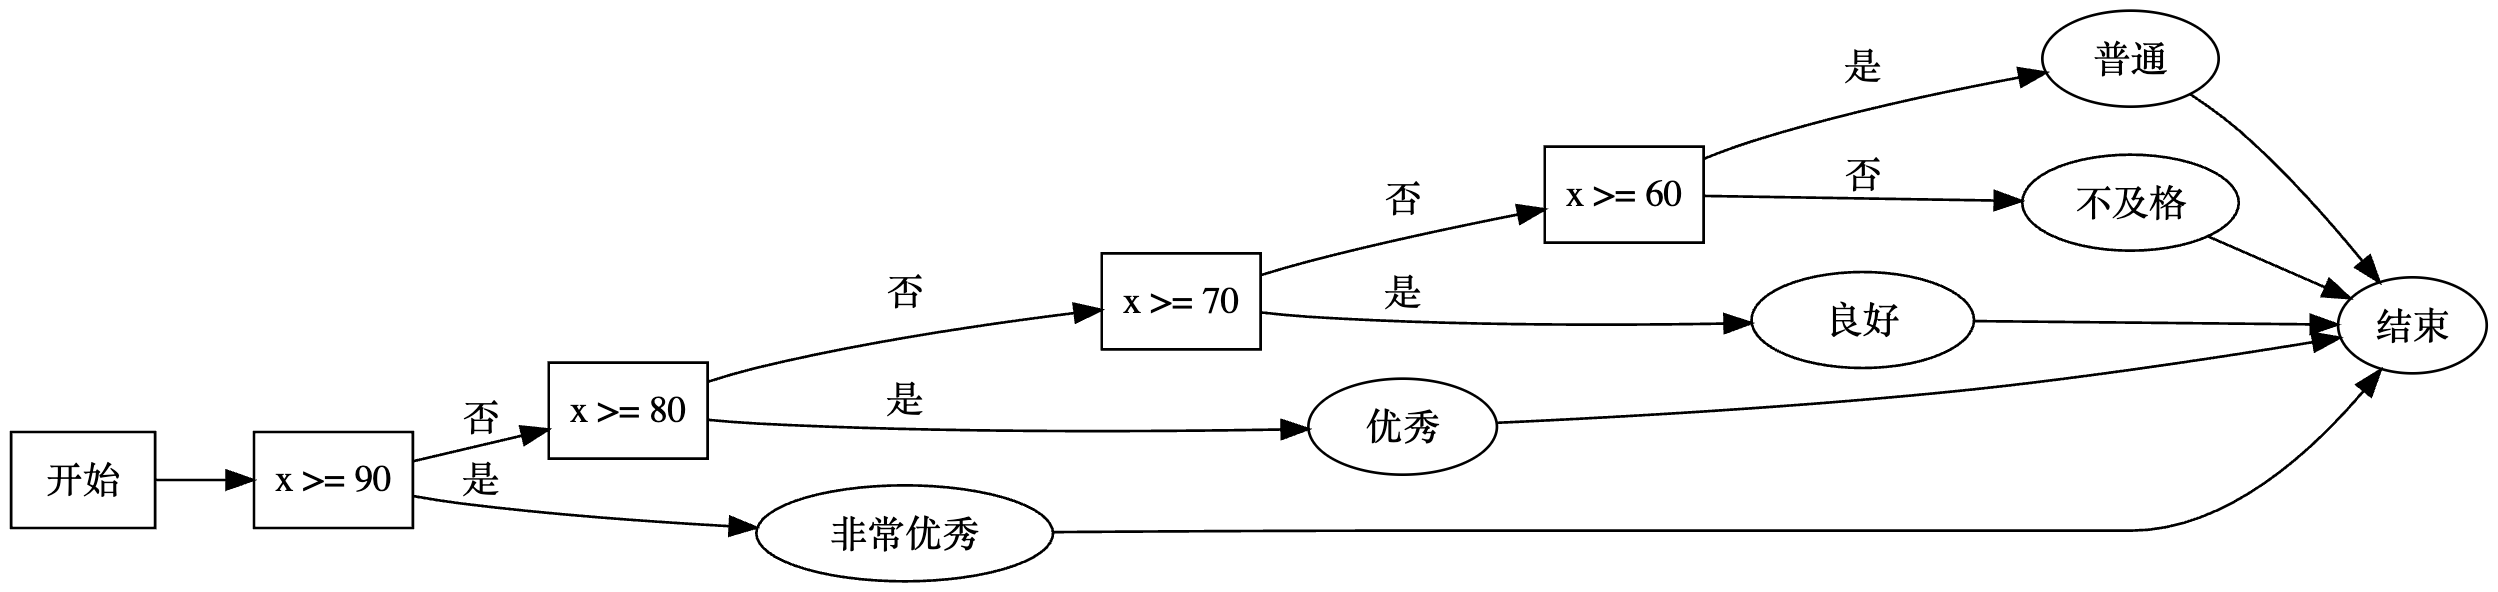 开始
x >= 90
否
是
x >= 80
非常优秀
否
是
x >= 70
优秀
否
是
x >= 60
良好
是
否
普通
不及格
结束